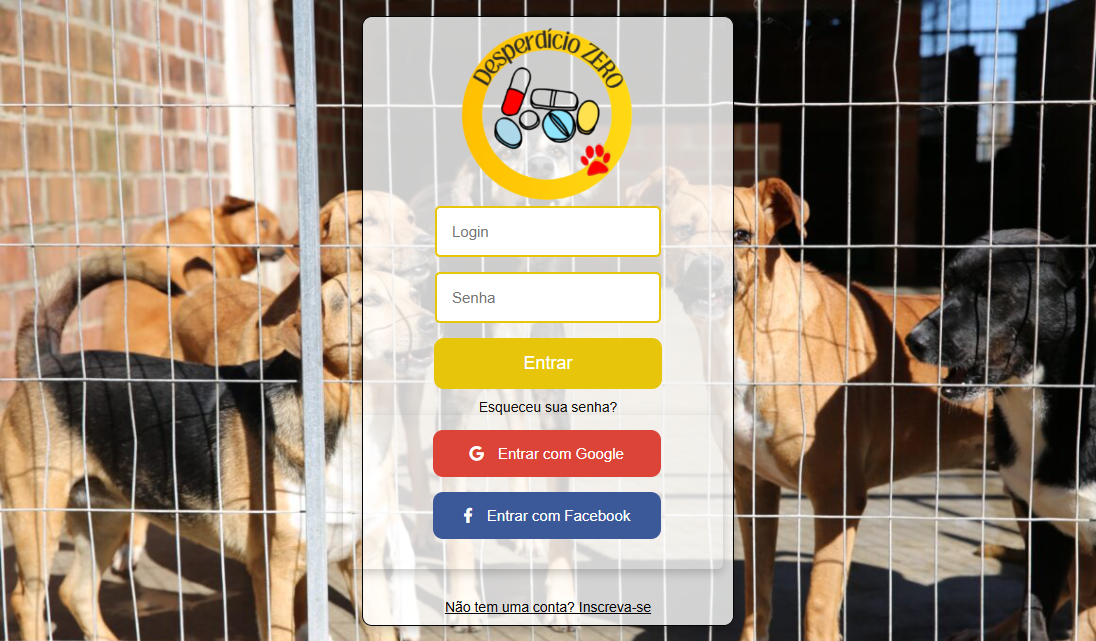 Desperdício ZERO
Login
Senha
Entrar
Esqueceu sua senha?
Entrar com Google
Entrar com Facebook
Não tem uma conta? Inscreva-se